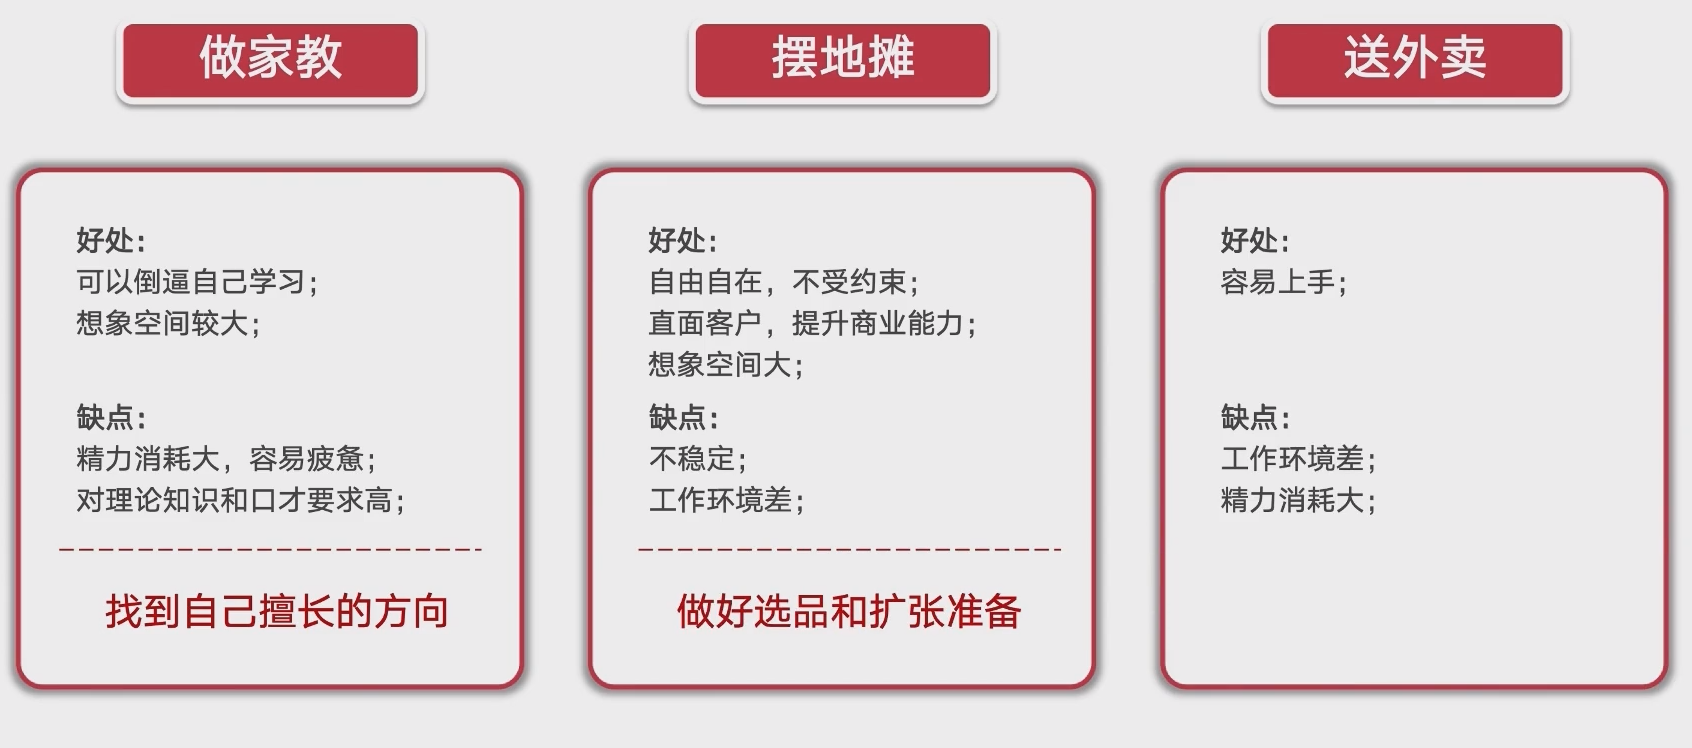 做家教
好处：
可以倒逼自己学习；
想象空间较大；
缺点：
精力消耗大，容易疲惫；
对理论知识和口才要求高；
找到自己擅长的方向
摆地摊
好处：
自由自在，不受约束；
直面客户，提升商业能力；
想象空间大；
缺点：
不稳定；
工作环境差；
做好选品和扩张准备
送外卖
好处：
容易上手；
缺点：
工作环境差；
精力消耗大；